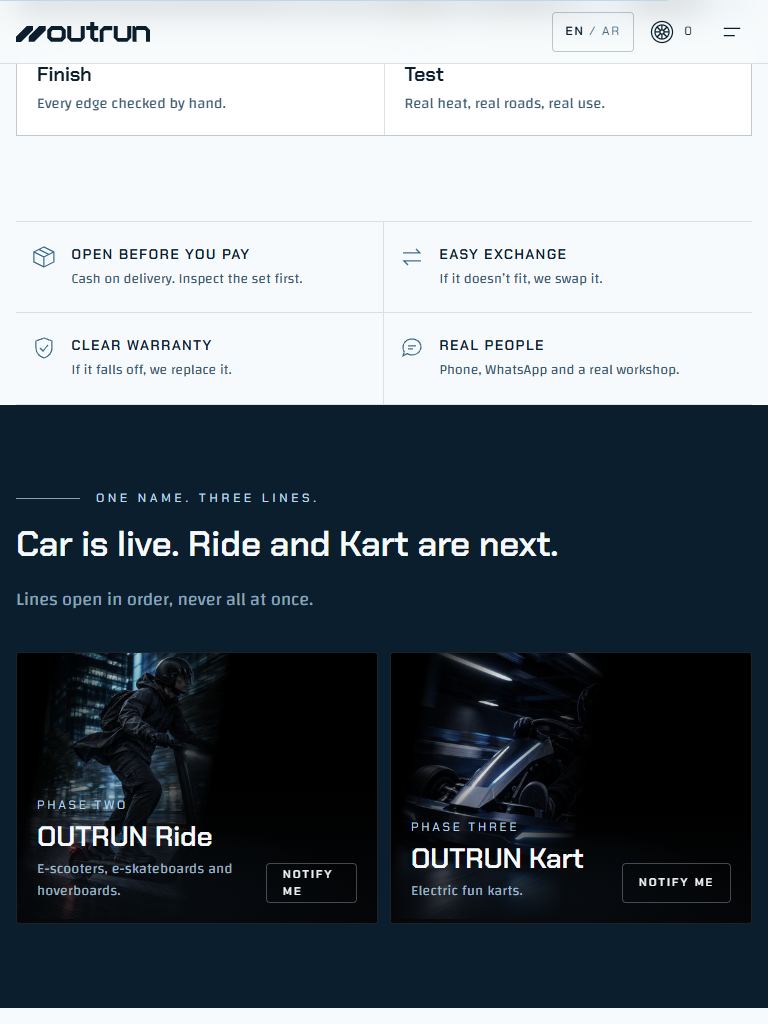 outrun
EN / AR
0
Finish
Every edge checked by hand.
Test
Real heat, real roads, real use.
OPEN BEFORE YOU PAY
Cash on delivery. Inspect the set first.
EASY EXCHANGE
If it doesn't fit, we swap it.
CLEAR WARRANTY
If it falls off, we replace it.
REAL PEOPLE
Phone, WhatsApp and a real workshop.
ONE NAME. THREE LINES.
Car is live. Ride and Kart are next.
Lines open in order, never all at once.
PHASE TWO
OUTRUN Ride
E-scooters, e-skateboards and
hoverboards.
NOTIFY
ME
PHASE THREE
OUTRUN Kart
Electric fun karts.
NOTIFY ME